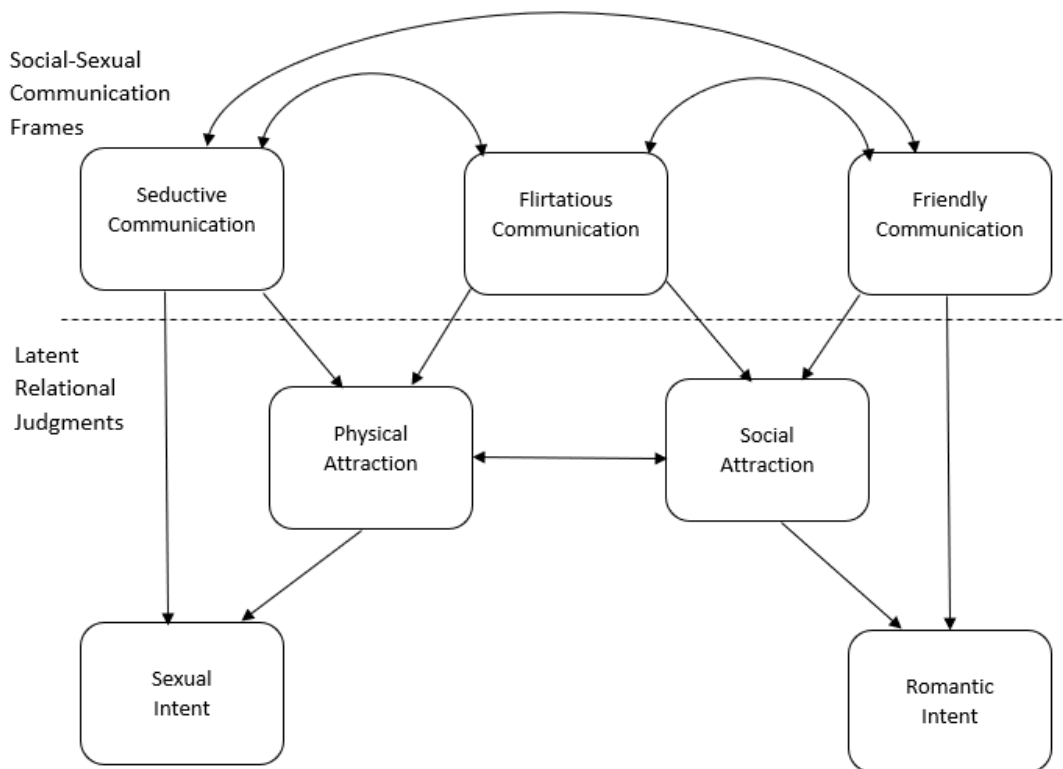 Social-Sexual
Communication
Frames
Seductive
Communication
Flirtatious
Communication
Friendly
Communication
Latent
Relational
Judgments
Physical
Attraction
Social
Attraction
Sexual
Intent
Romantic
Intent